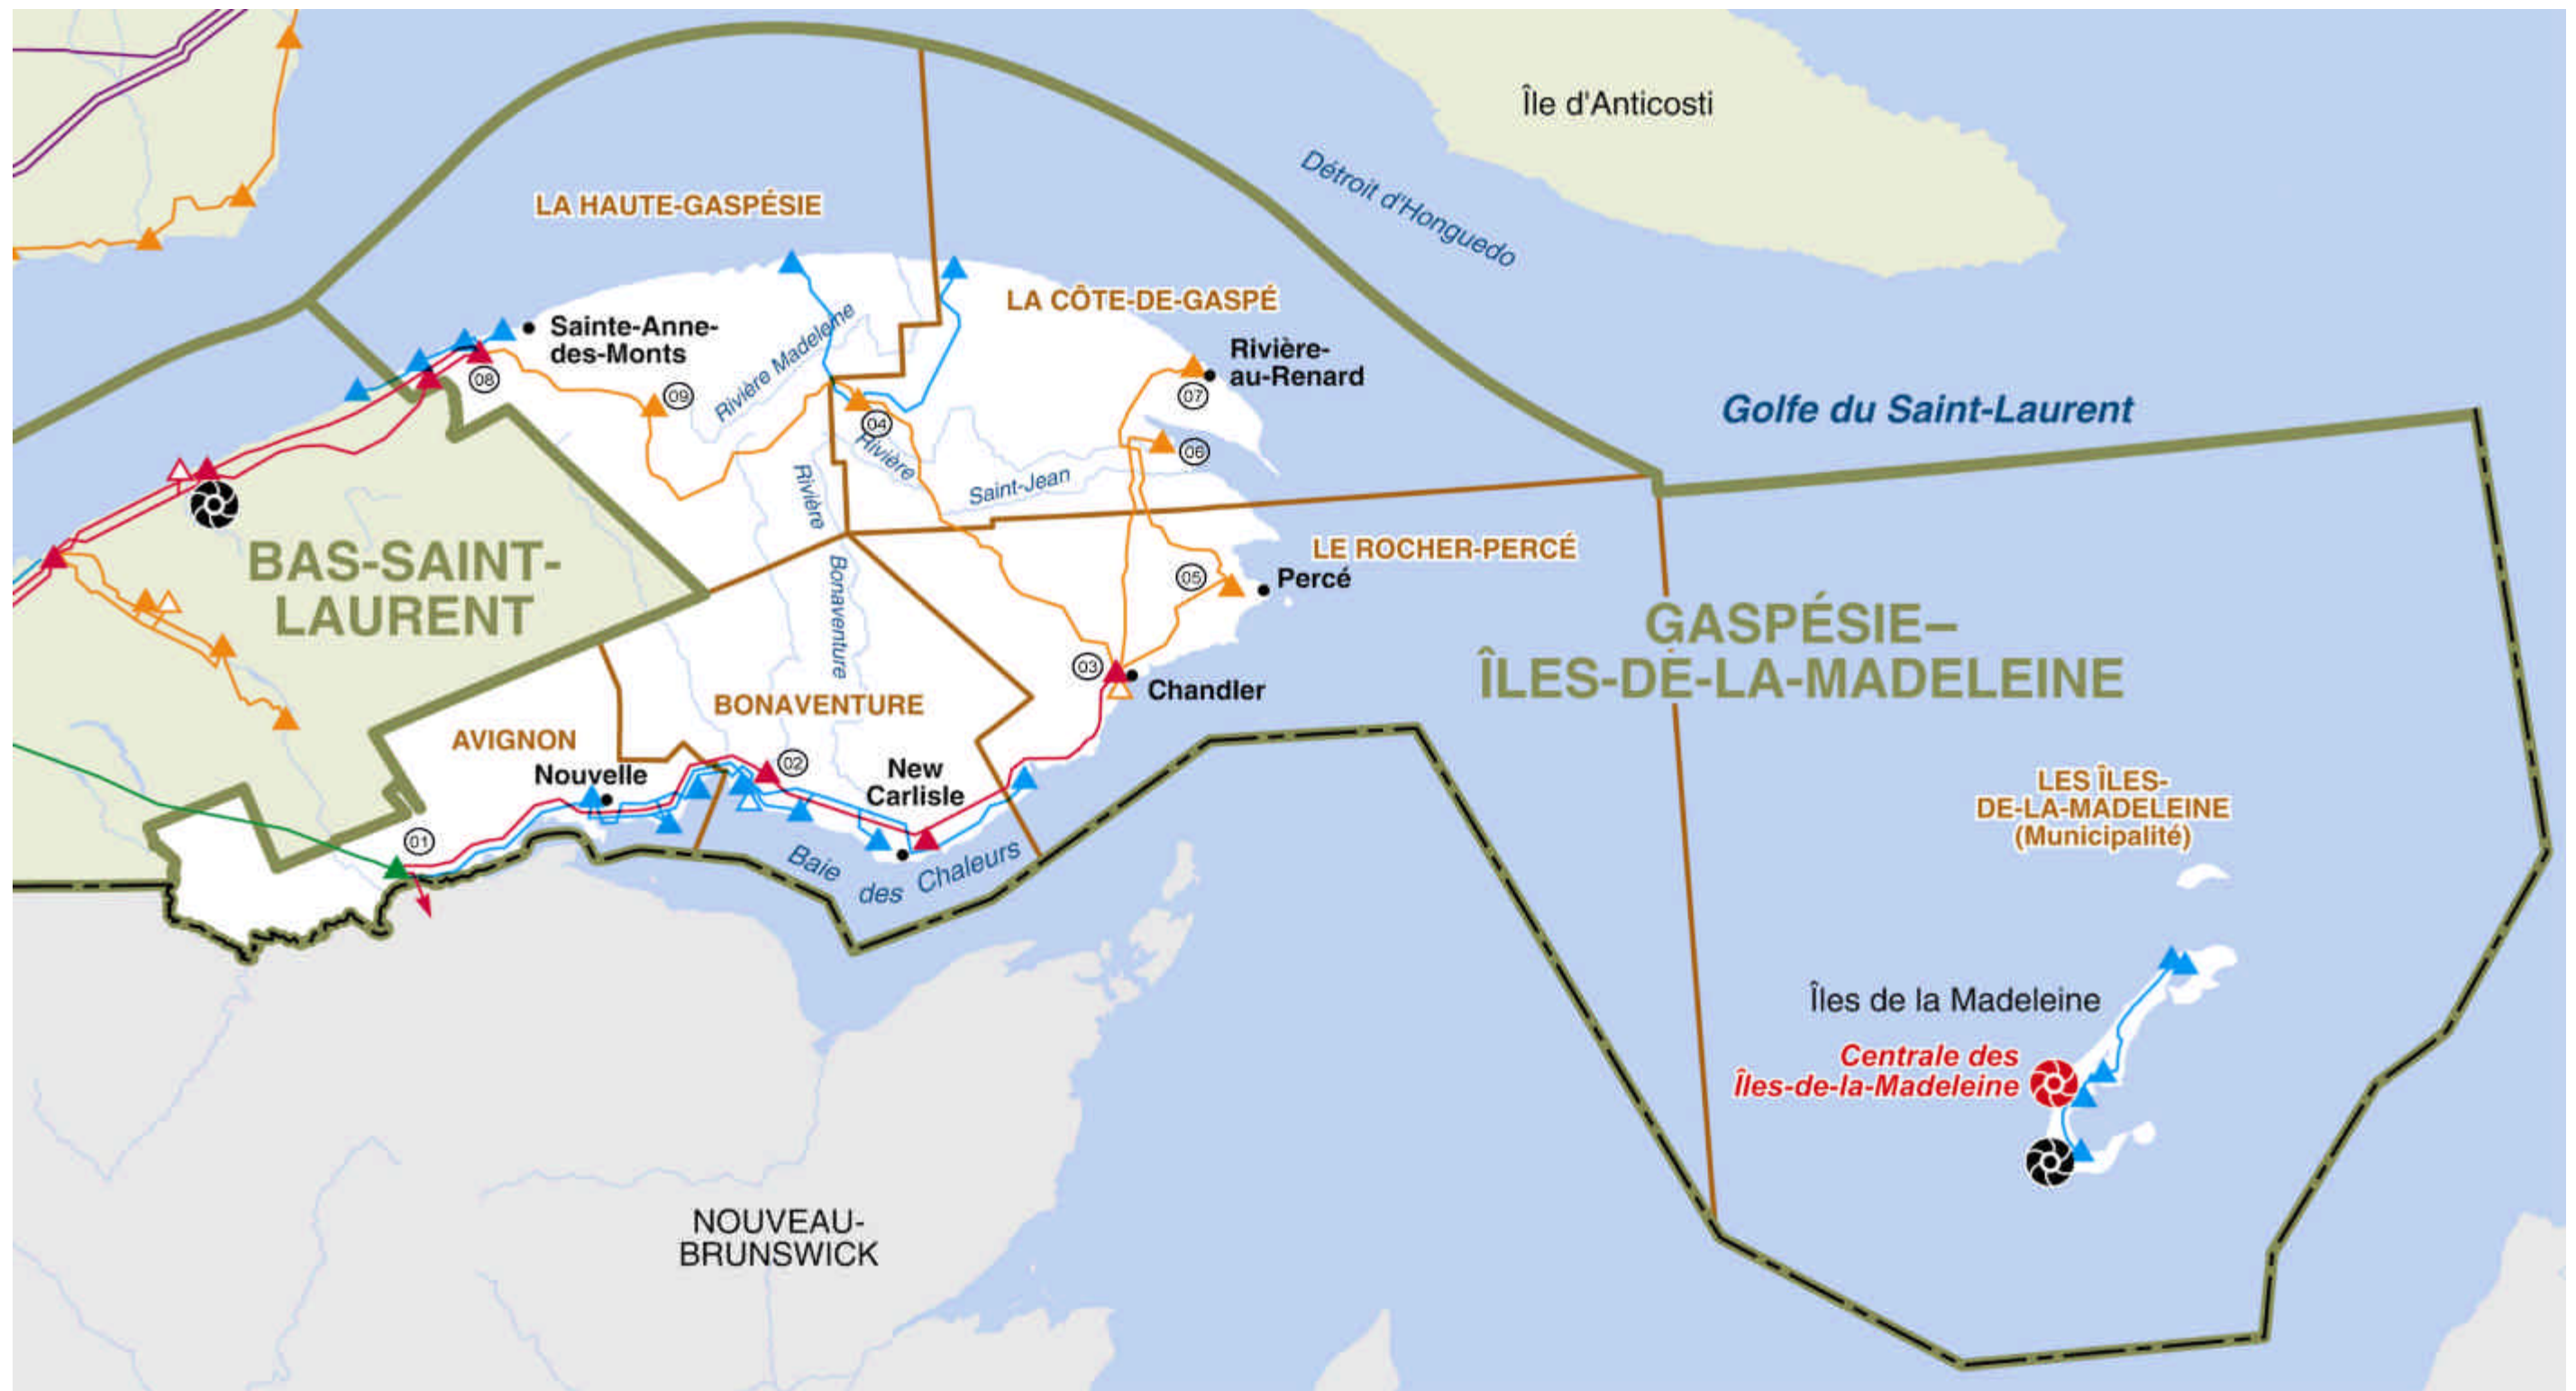 Île d'Anticosti
Détroit d'Honguedo
LA HAUTE-GASPÉSIE
LA CÔTE-DE-GASPÉ
Sainte-Anne-
des-Monts
Rivière Madeleine
Rivière-
au-Renard
08
09
04
07
06
Golfe du Saint-Laurent
Rivière
Saint-Jean
Rivière
Bonaventure
BAS-SAINT-
LAURENT
LE ROCHER-PERCÉ
05
Percé
GASPÉSIE–
ÎLES-DE-LA-MADELEINE
03
Chandler
BONAVENTURE
AVIGNON
Nouvelle
02
New
Carlisle
01
Baie
des
Chaleurs
LES ÎLES-
DE-LA-MADELEINE
(Municipalité)
Îles de la Madeleine
Centrale des
Îles-de-la-Madeleine
NOUVEAU-
BRUNSWICK